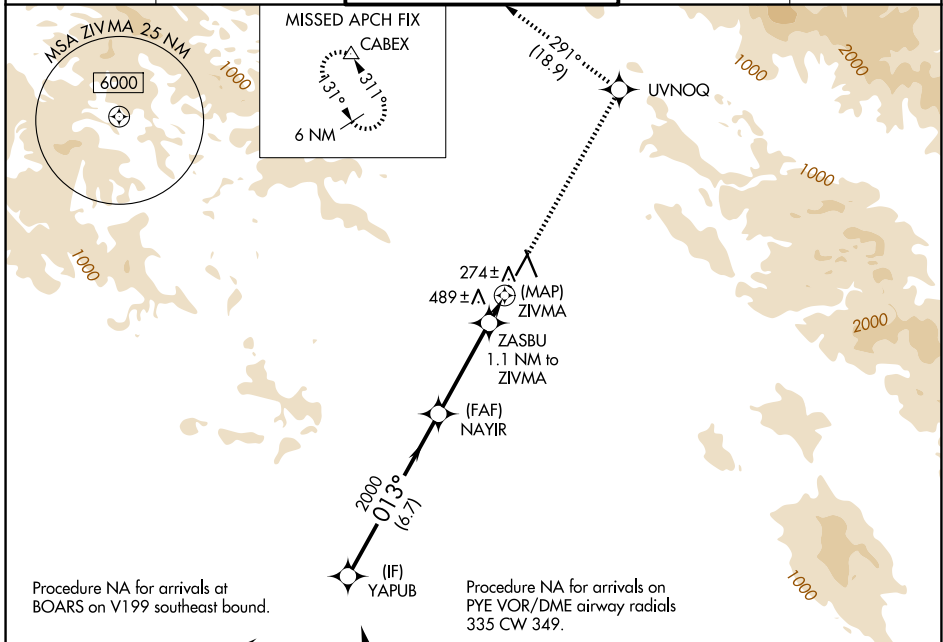 MSA ZIVMA 25 NM
6000
1000
MISSED APCH FIX
CABEX
131°
311°
6 NM
291°
(18.9)
UVNOQ
1000
2000
1000
1000
274±
489±
(MAP)
ZIVMA
ZASBU
1.1 NM to
ZIVMA
2000
(FAF)
NAYIR
2000
013°
(6.7)
(IF)
YAPUB
1000
Procedure NA for arrivals at
BOARS on V199 southeast bound.
Procedure NA for arrivals on
PYE VOR/DME airway radials
335 CW 349.